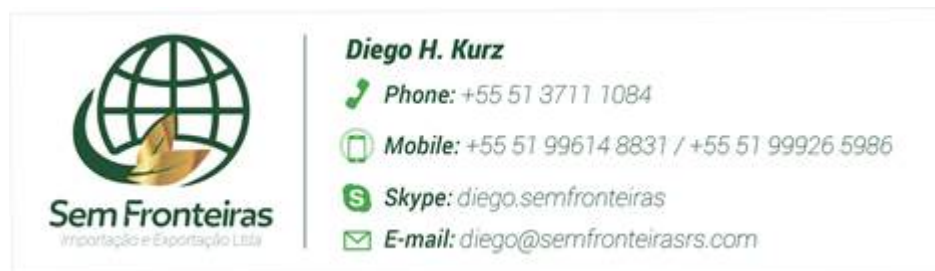 Diego H. Kurz
Phone: +55 51 3711 1084
Mobile: +55 51 99614 8831 / +55 51 99926 5986
Skype: diego.semfronteiras
E-mail: diego@semfronteirasrs.com
Sem Fronteiras
Importação e Exportação Ltda